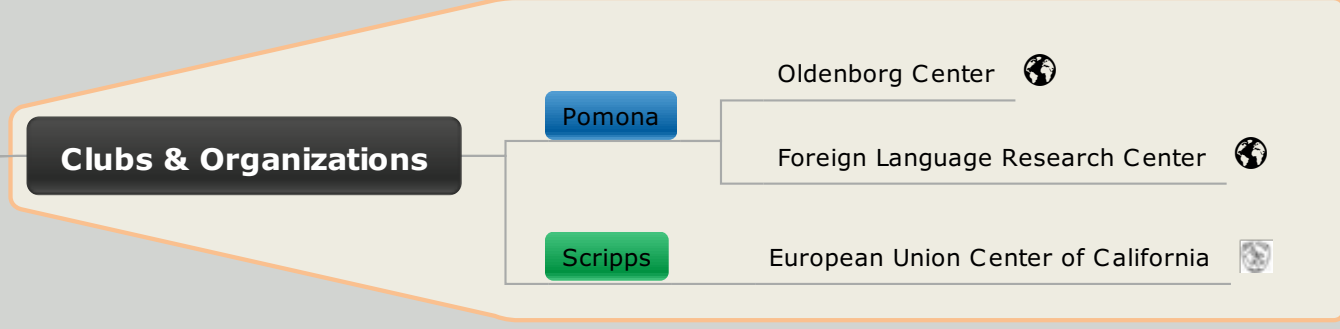 Clubs & Organizations
Pomona
Oldenborg Center
Foreign Language Research Center
Scripps
European Union Center of California